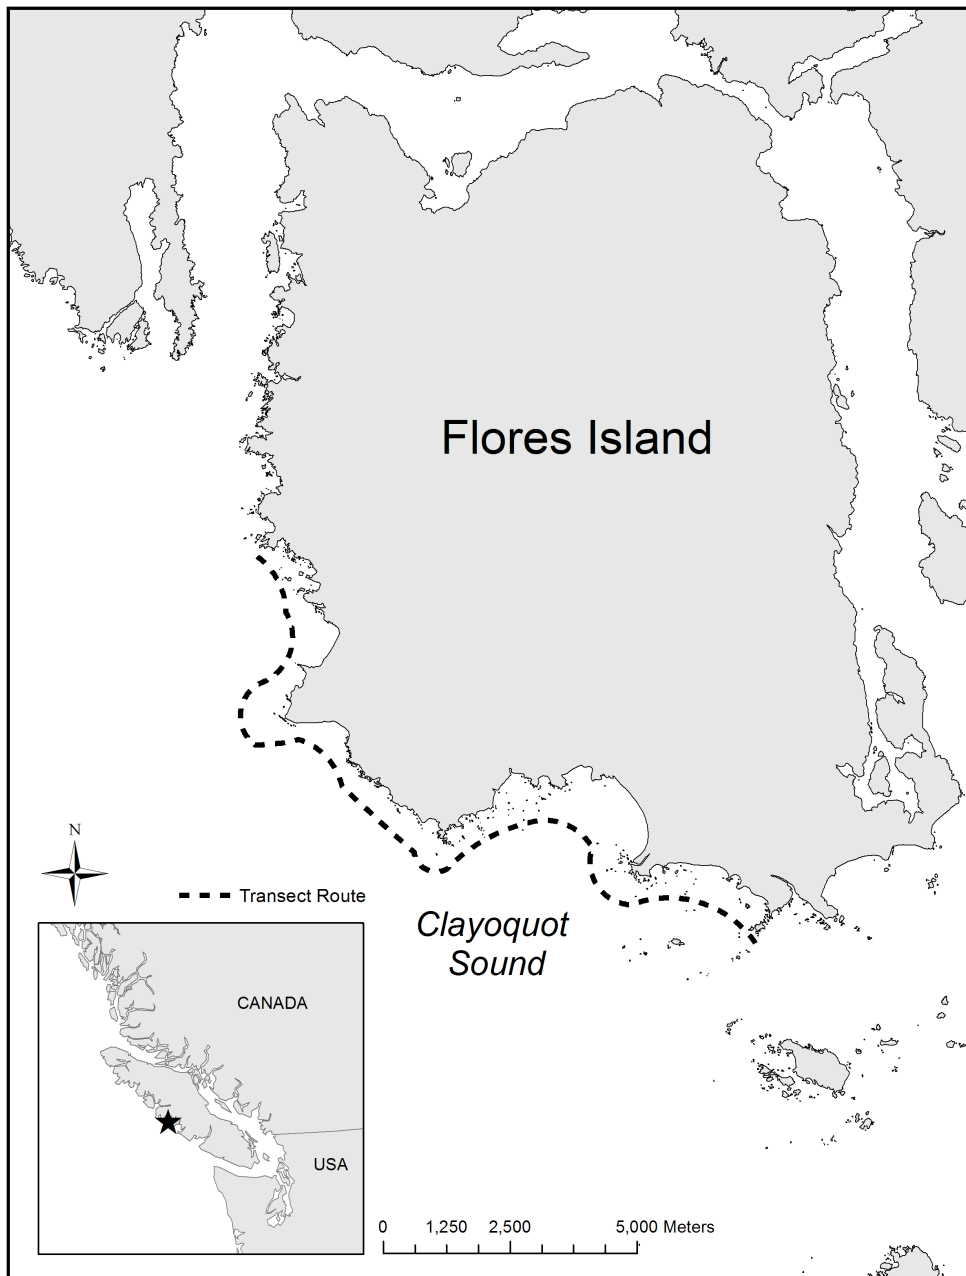 Flores Island
N
Transect Route
Clayoquot
Sound
CANADA
USA
0 1,250 2,500 5,000 Meters